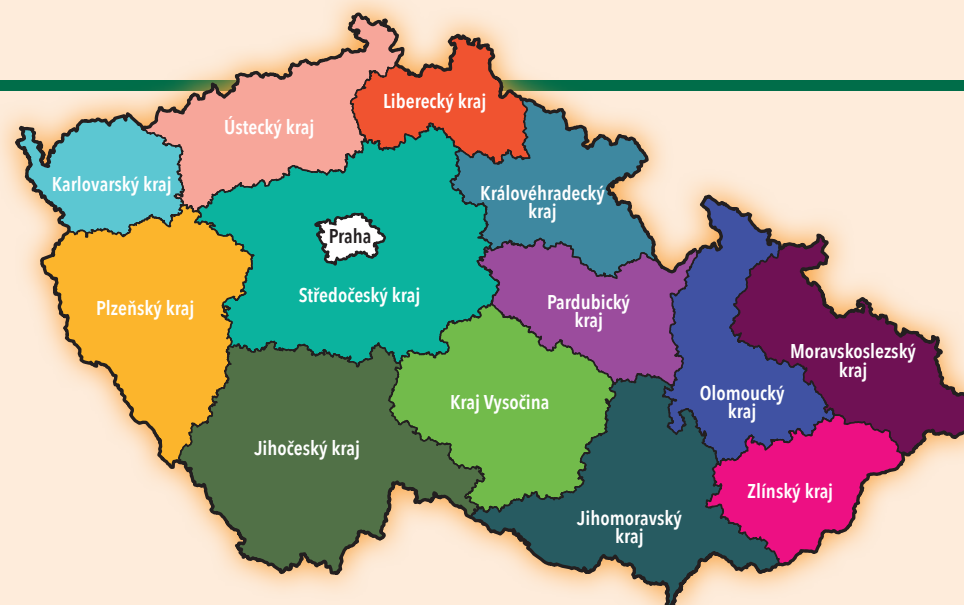 Liberecký kraj
Ústecký kraj
Karlovarský kraj
Královéhradecký
kraj
Praha
Středočeský kraj
Plzeňský kraj
Pardubický
kraj
Moravskoslezský
kraj
Olomoucký
kraj
Kraj Vysočina
Jihočeský kraj
Zlínský kraj
Jihomoravský
kraj